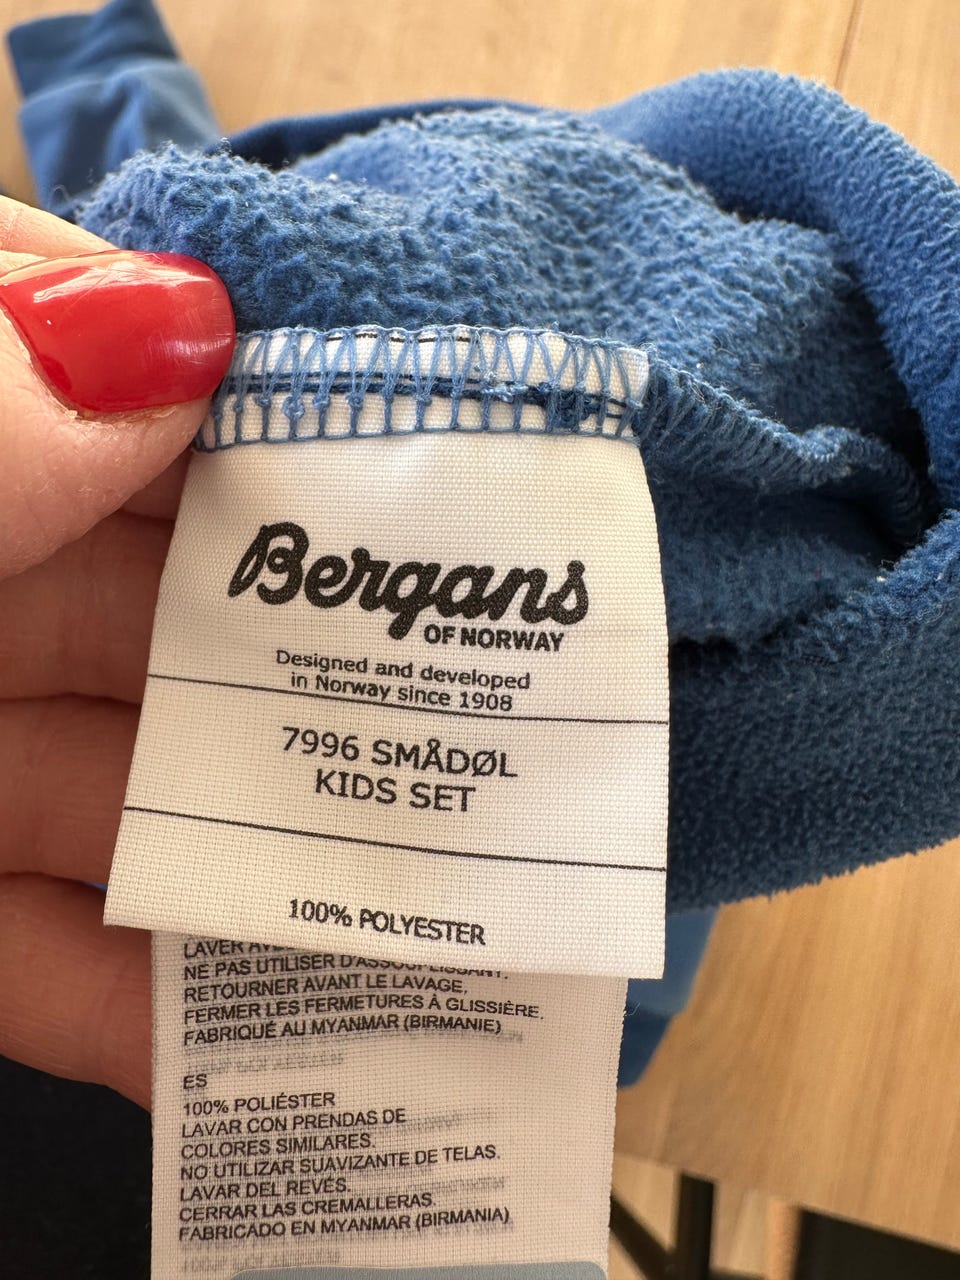 Bergans
OF NORWAY
Designed and developed
in Norway since 1908
7996 SMÅDØL
KIDS SET
100% POLYESTER
LAVER
NE PAS UTILISER D'ASSOUPLISSANT.
RETOURNER AVANT LE LAVAGE,
FERMER LES FERMETURES À GLISSIÈRE.
FABRIQUÉ AU MYANMAR (BIRMANIE)
ES
100% POLIÉSTER
LAVAR CON PRENDAS DE
COLORES SIMILARES.
NO UTILIZAR SUAVIZANTE DE TELAS.
LAVAR DEL REVÉS.
CERRAR LAS CREMALLERAS.
FABRICADO EN MYANMAR (BIRMANIA)